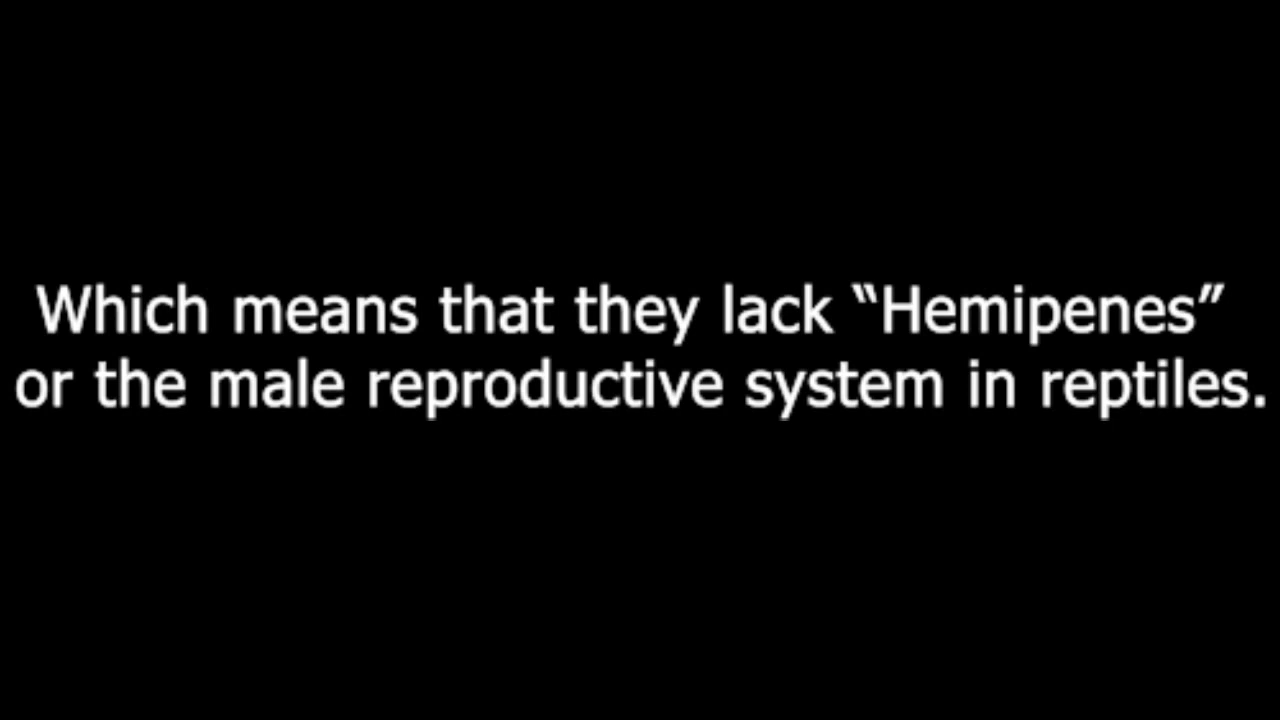 Which means that they lack “Hemipenes”
or the male reproductive system in reptiles.